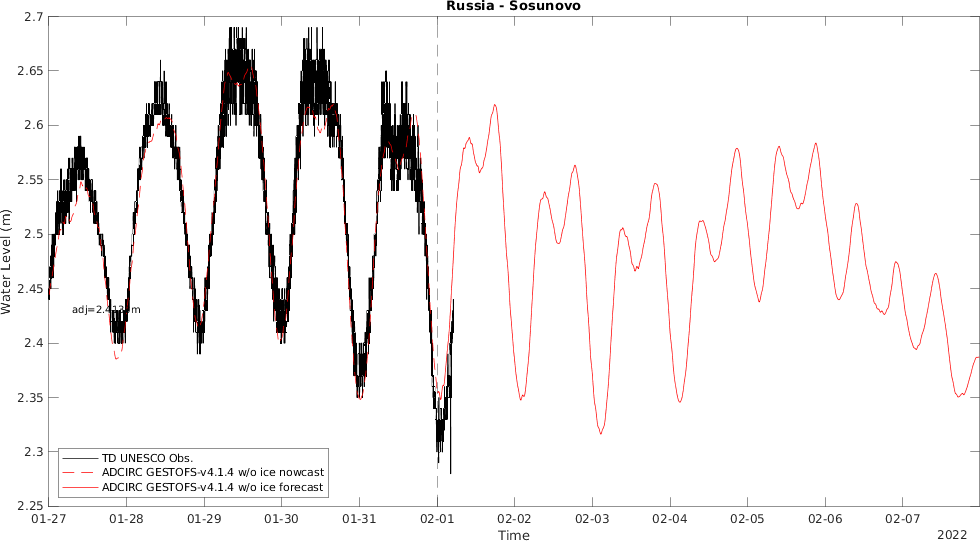 Russia - Sosunovo
2.7
2.65
2.6
2.55
2.5
2.45
2.4
2.35
2.3
2.25
Water Level (m)
TD UNESCO Obs.
ADCIRC GESTOFS-v4.1.4 w/o ice nowcast
ADCIRC GESTOFS-v4.1.4 w/o ice forecast
01-27 01-28 01-29 01-30 01-31 02-01 02-02 02-03 02-04 02-05 02-06 02-07
Time
2022